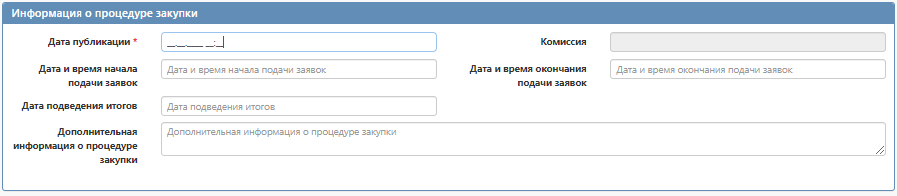 Информация о процедуре закупки
Дата публикации * __.__.____ __:__
Комиссия
Дата и время начала подачи заявок
Дата и время начала подачи заявок
Дата и время окончания подачи заявок
Дата и время окончания подачи заявок
Дата подведения итогов
Дата подведения итогов
Дополнительная
информация о процедуре
закупки
Дополнительная информация о процедуре закупки